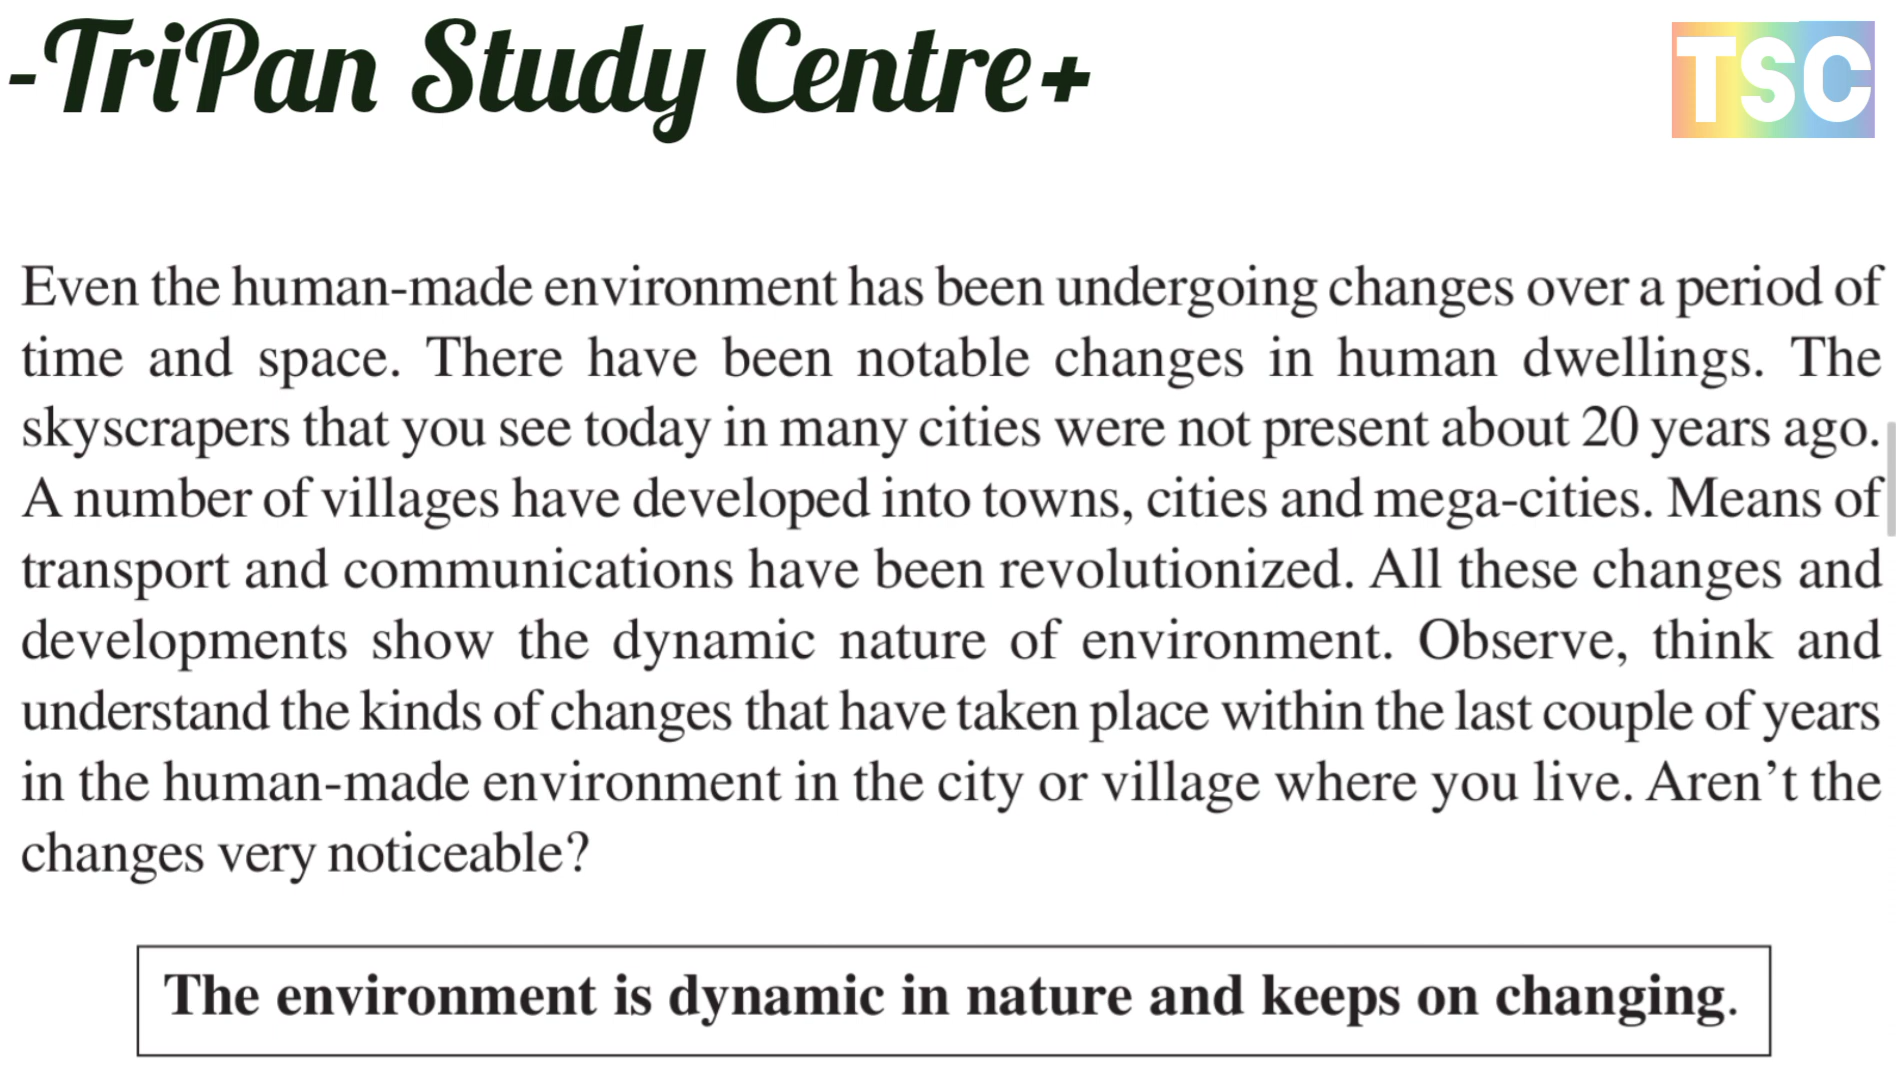 -TriPan Study Centre+
TSC
Even the human-made environment has been undergoing changes over a period of
time and space. There have been notable changes in human dwellings. The
skyscrapers that you see today in many cities were not present about 20 years ago.
A number of villages have developed into towns, cities and mega-cities. Means of
transport and communications have been revolutionized. All these changes and
developments show the dynamic nature of environment. Observe, think and
understand the kinds of changes that have taken place within the last couple of years
in the human-made environment in the city or village where you live. Aren’t the
changes very noticeable?
The environment is dynamic in nature and keeps on changing.